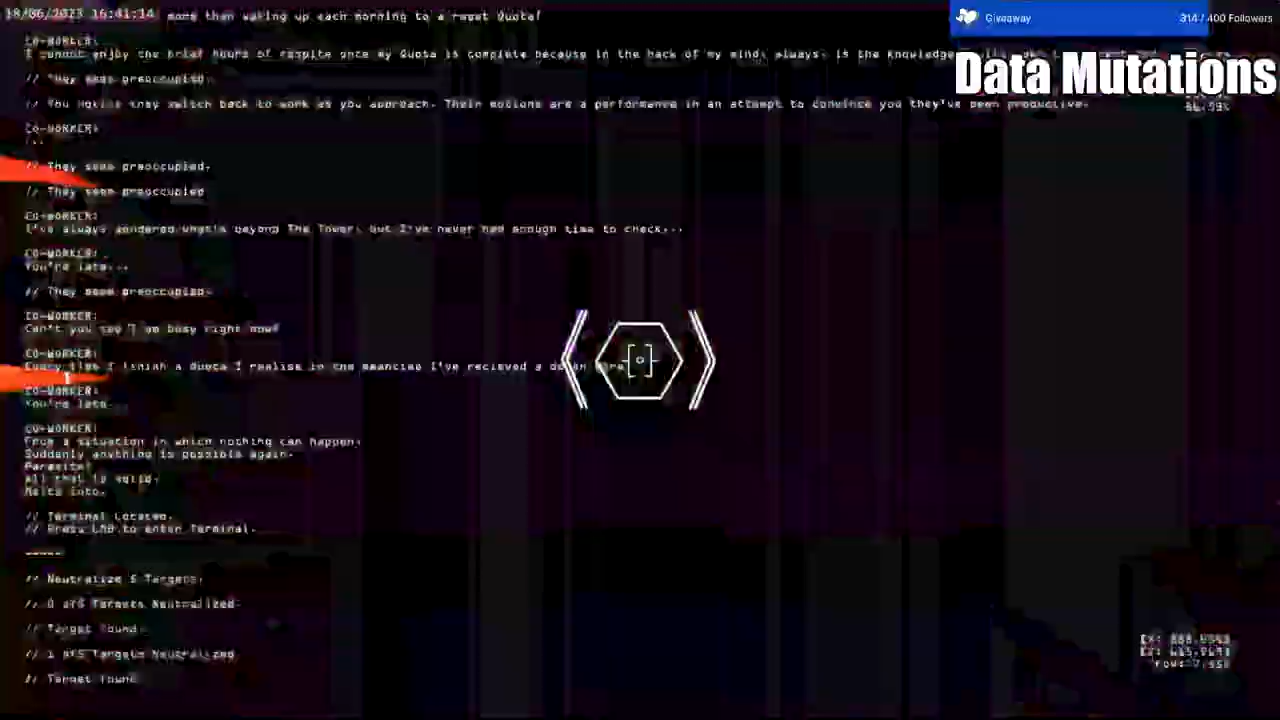 18/06/2023 16:41:14 more than waking up each morning to a reset Quota!
Giveaway
314 / 400 Followers
CO-WORKER:
I cannot enjoy the brief hours of respite once my Quota is complete because in the back of my mind, always, is the knowledge
Data Mutations
// They seem preoccupied.
// You notice they switch back to work as you approach. Their motions are a performance in an attempt to convince you they've been productive.
CO-WORKER:
...
// They seem preoccupied.
// They seem preoccupied
CO-WORKER:
I've always wondered what's beyond The Tower, but I've never had enough time to check...
CO-WORKER:
You're late...
// They seem preoccupied.
CO-WORKER:
Can't you see I am busy right now?
CO-WORKER:
Every time I finish a Quota I realise in the meantime I've recieved a
CO-WORKER:
You're late.
CO-WORKER:
From a situation in which nothing can happen,
Suddenly anything is possible again.
Parasite!
All that is solid.
Melts into.
// Terminal Located.
// Press LMB to enter Terminal.
// Neutralize 5 Targets.
// 0 of 5 Targets Neutralized
// Target found.
// 1 of 5 Targets Neutralized
// Target found